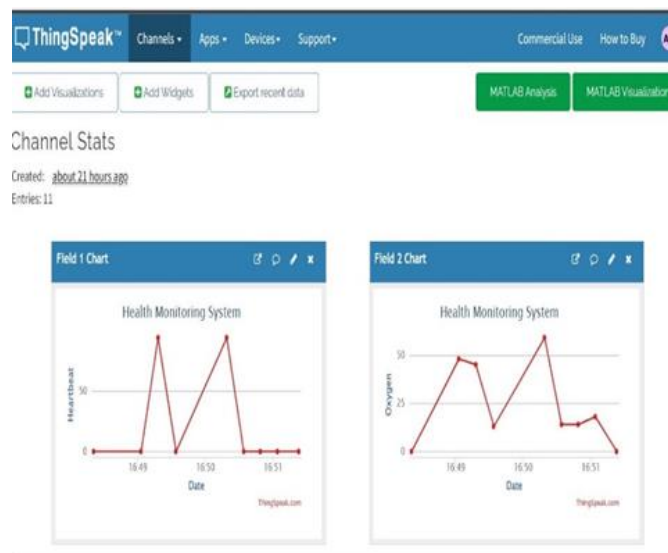 ThingSpeak™ Channels Apps Devices Support Commercial Use How to Buy A
Add Visualizations Add Widgets Export recent data MATLAB Analysis MATLAB Visualization
Channel Stats
Created: about 21 hours ago
Entries: 11
Field 1 Chart
Health Monitoring System
Heartbeat
50
0
16:49 16:50 16:51
Date
ThingSpeak.com
Field 2 Chart
Health Monitoring System
Oxygen
50
25
0
16:49 16:50 16:51
Date
ThingSpeak.com